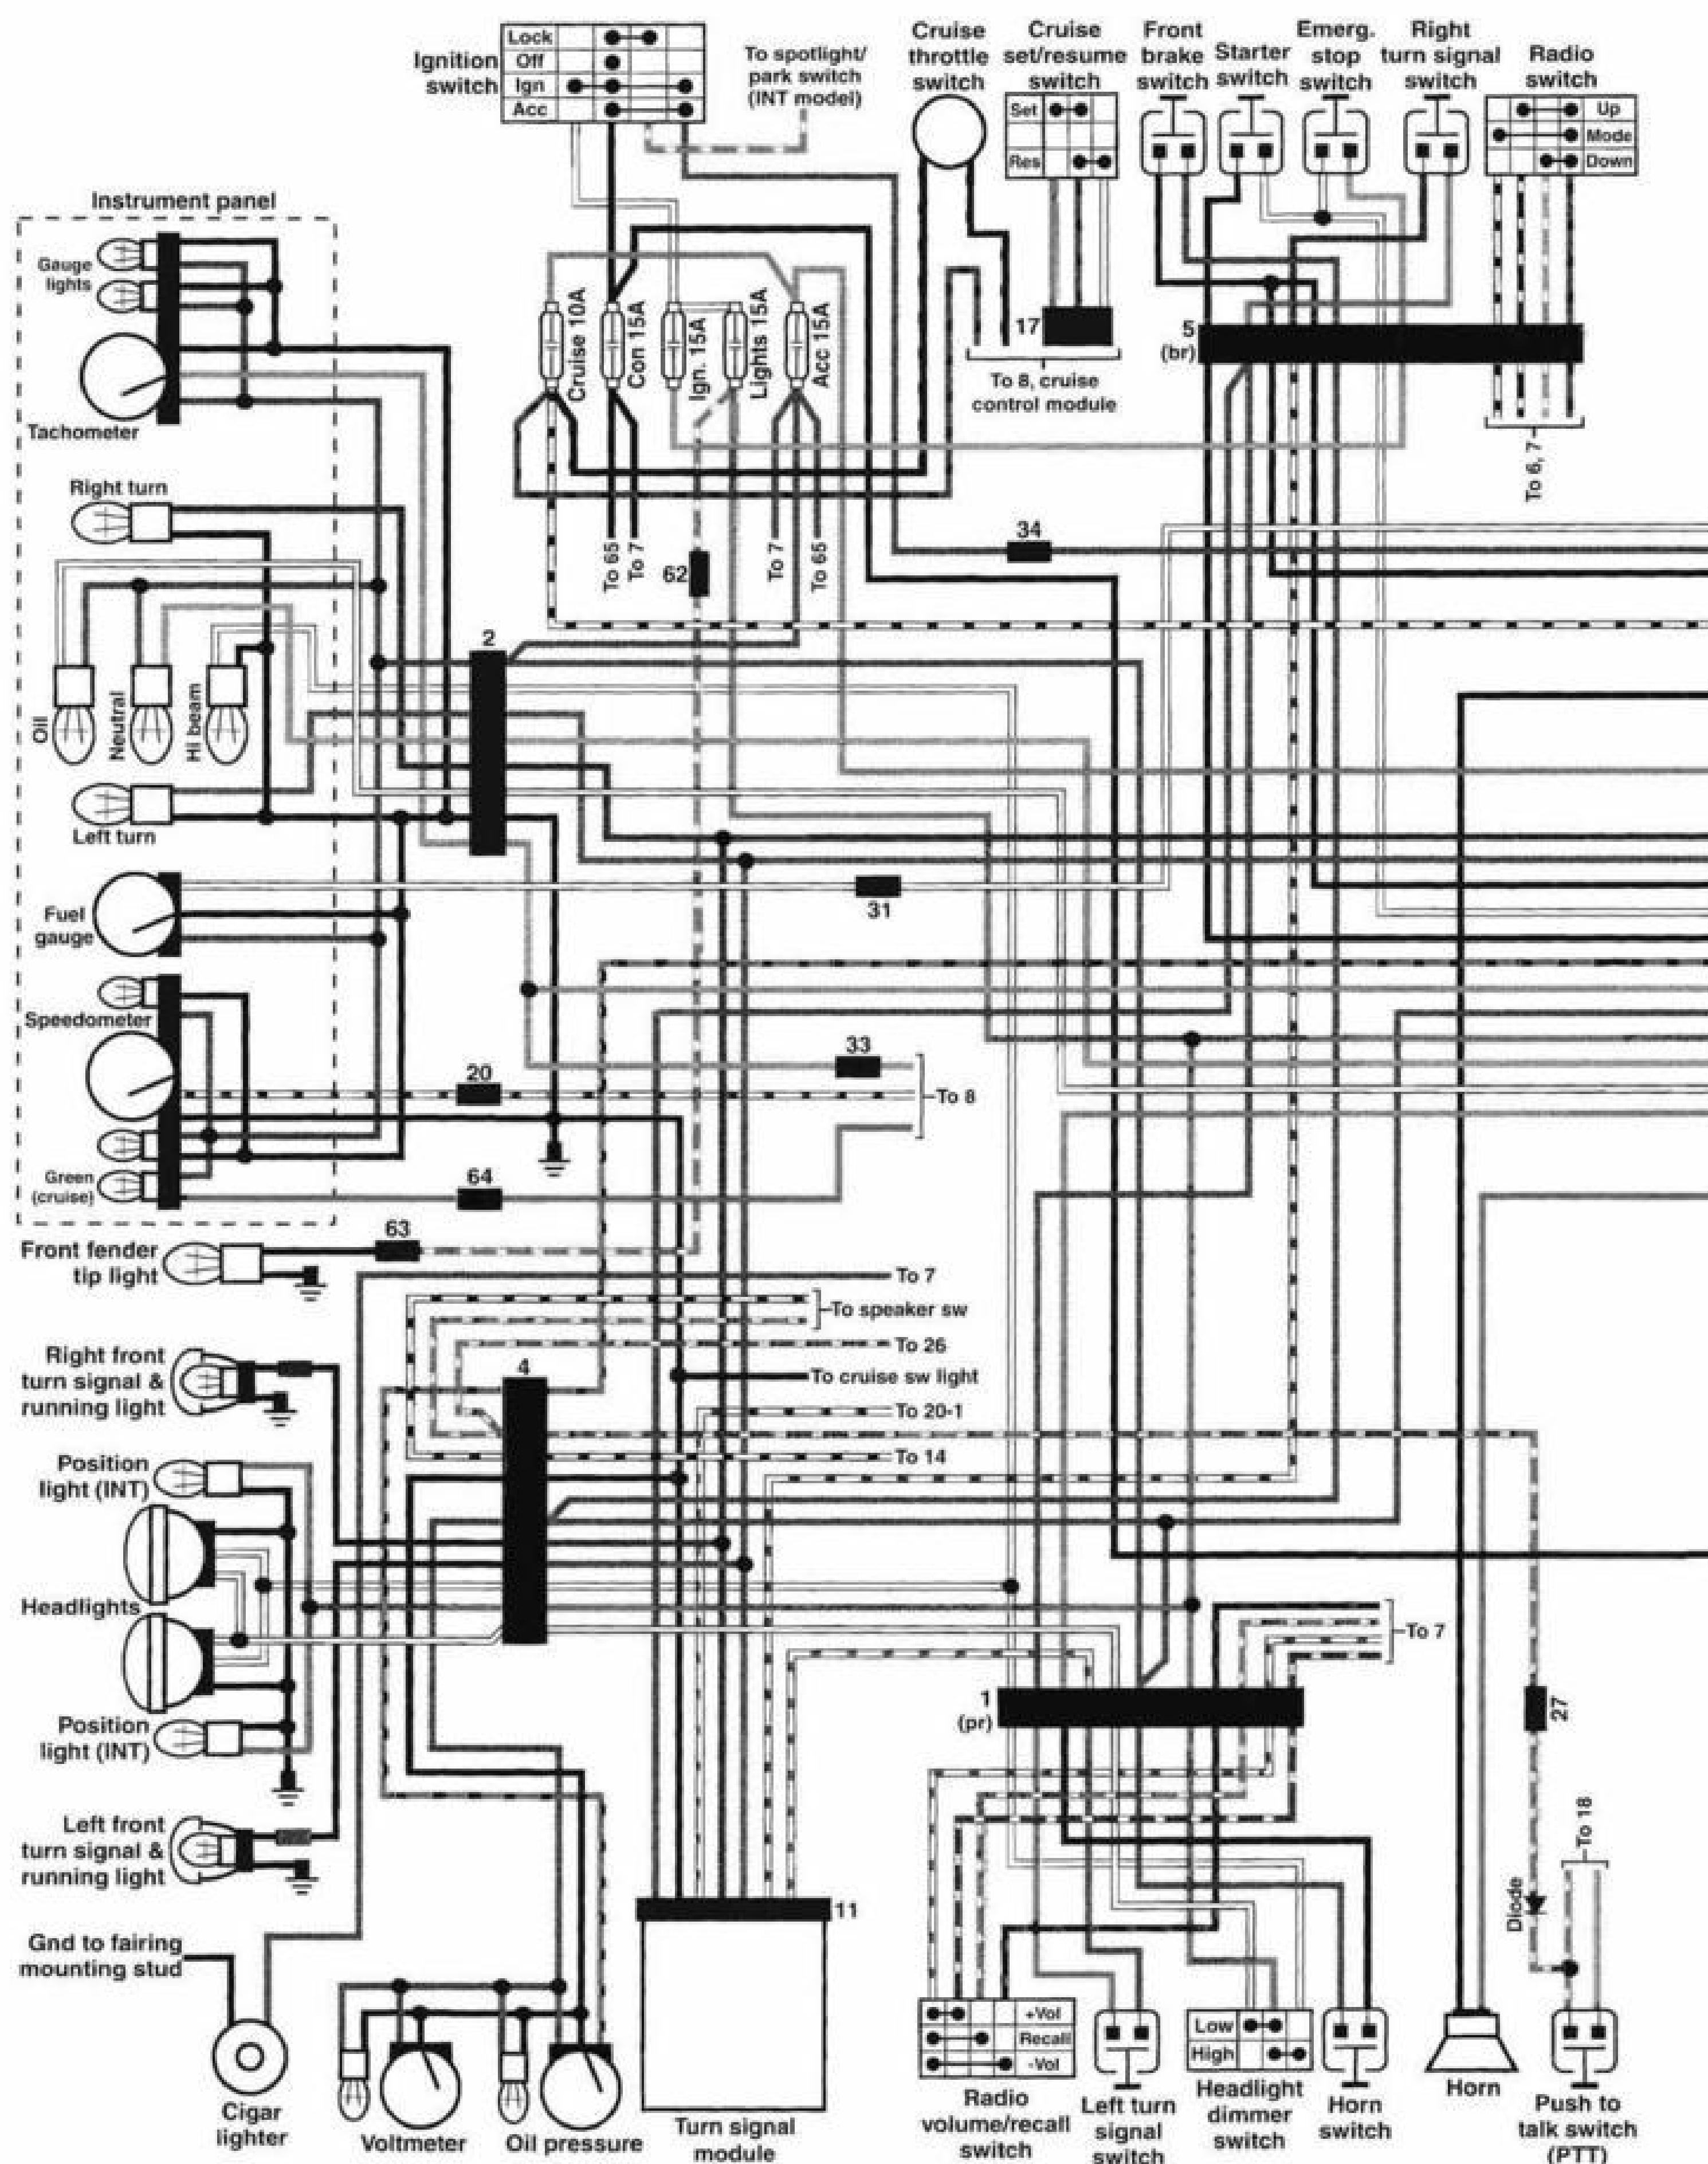 Ignition
switch
Lock
Off
Ign
Acc
To spotlight/
park switch
(INT model)
Cruise
throttle
switch
Cruise
set/resume
switch
Set
Res
Front
brake
switch
Starter
switch
Emerg.
stop
switch
Right
turn signal
switch
Radio
switch
Up
Mode
Down
Instrument panel
Gauge
lights
Tachometer
Cruise 10A
Con 15A
Ign. 15A
Lights 15A
Acc 15A
17
To 8, cruise
control module
5
(br)
To 6, 7
Right turn
To 65
To 7
62
To 7
To 65
34
2
Oil
Neutral
Hi beam
Left turn
Fuel
gauge
31
Speedometer
20
33
To 8
Green
(cruise)
64
63
Front fender
tip light
To 7
To speaker sw
To 26
To cruise sw light
To 20-1
To 14
Right front
turn signal &
running light
4
Position
light (INT)
Headlights
Position
light (INT)
To 7
1
(pr)
27
Left front
turn signal &
running light
11
Diode
To 18
Gnd to fairing
mounting stud
+Vol
Recall
-Vol
Low
High
Cigar
lighter
Voltmeter
Oil pressure
Turn signal
module
Radio
volume/recall
switch
Left turn
signal
switch
Headlight
dimmer
switch
Horn
switch
Horn
Push to
talk switch
(PTT)